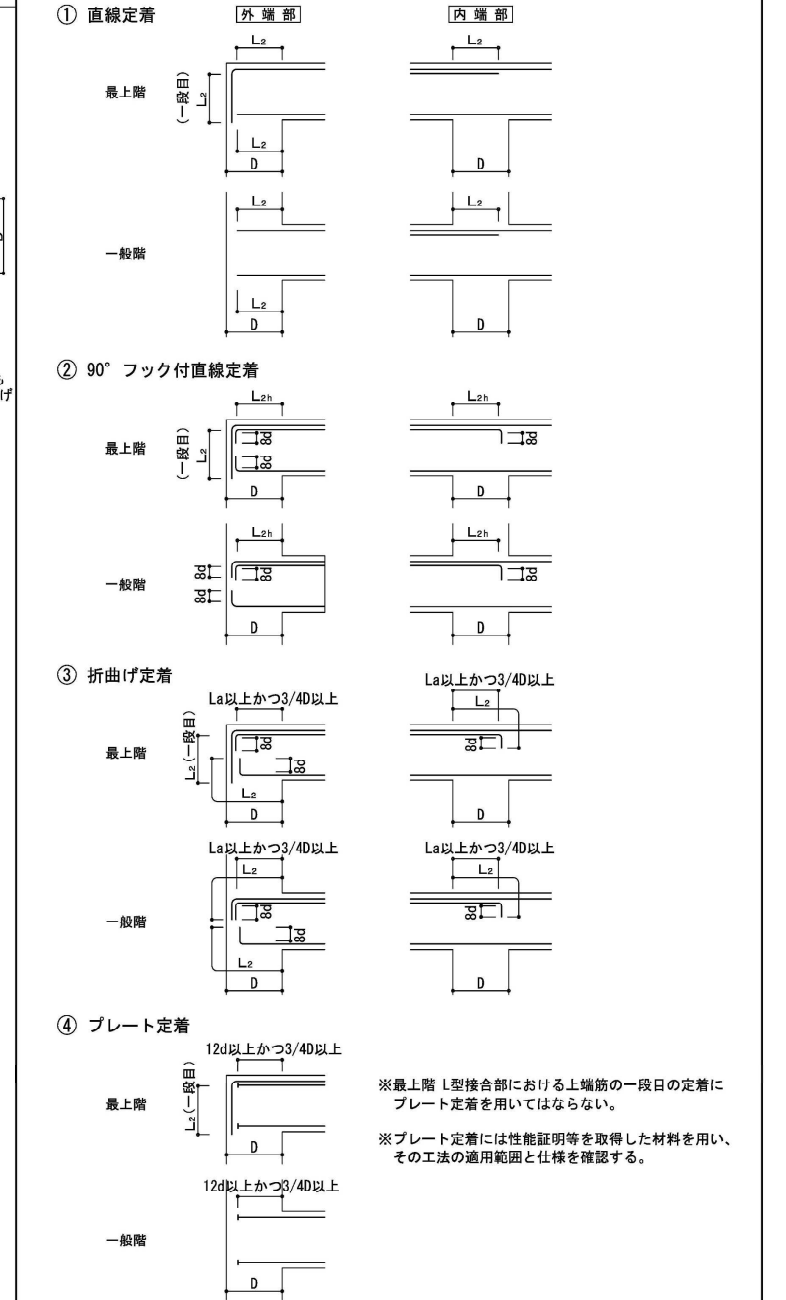 ① 直線定着
外 端 部
内 端 部
L₂
L₂
最上階
L₂
(一段目)
L₂
D
D
L₂
L₂
一般階
L₂
D
D
② 90° フック付直線定着
げ
L₂h
L₂h
最上階
L₂
(一段目)
8d
8d
8d
D
D
L₂h
L₂h
一般階
8d
8d
8d
8d
D
D
③ 折曲げ定着
La以上かつ3/4D以上
La以上かつ3/4D以上
L₂
最上階
L₂(一段目)
8d
8d
8d
L₂
D
D
La以上かつ3/4D以上
La以上かつ3/4D以上
L₂
L₂
一般階
8d
8d
8d
L₂
D
D
④ プレート定着
12d以上かつ3/4D以上
最上階
L₂(一段目)
D
※最上階 L型接合部における上端筋の一段目の定着に
プレート定着を用いてはならない。
※プレート定着には性能証明等を取得した材料を用い、
その工法の適用範囲と仕様を確認する。
12d以上かつ3/4D以上
一般階
D